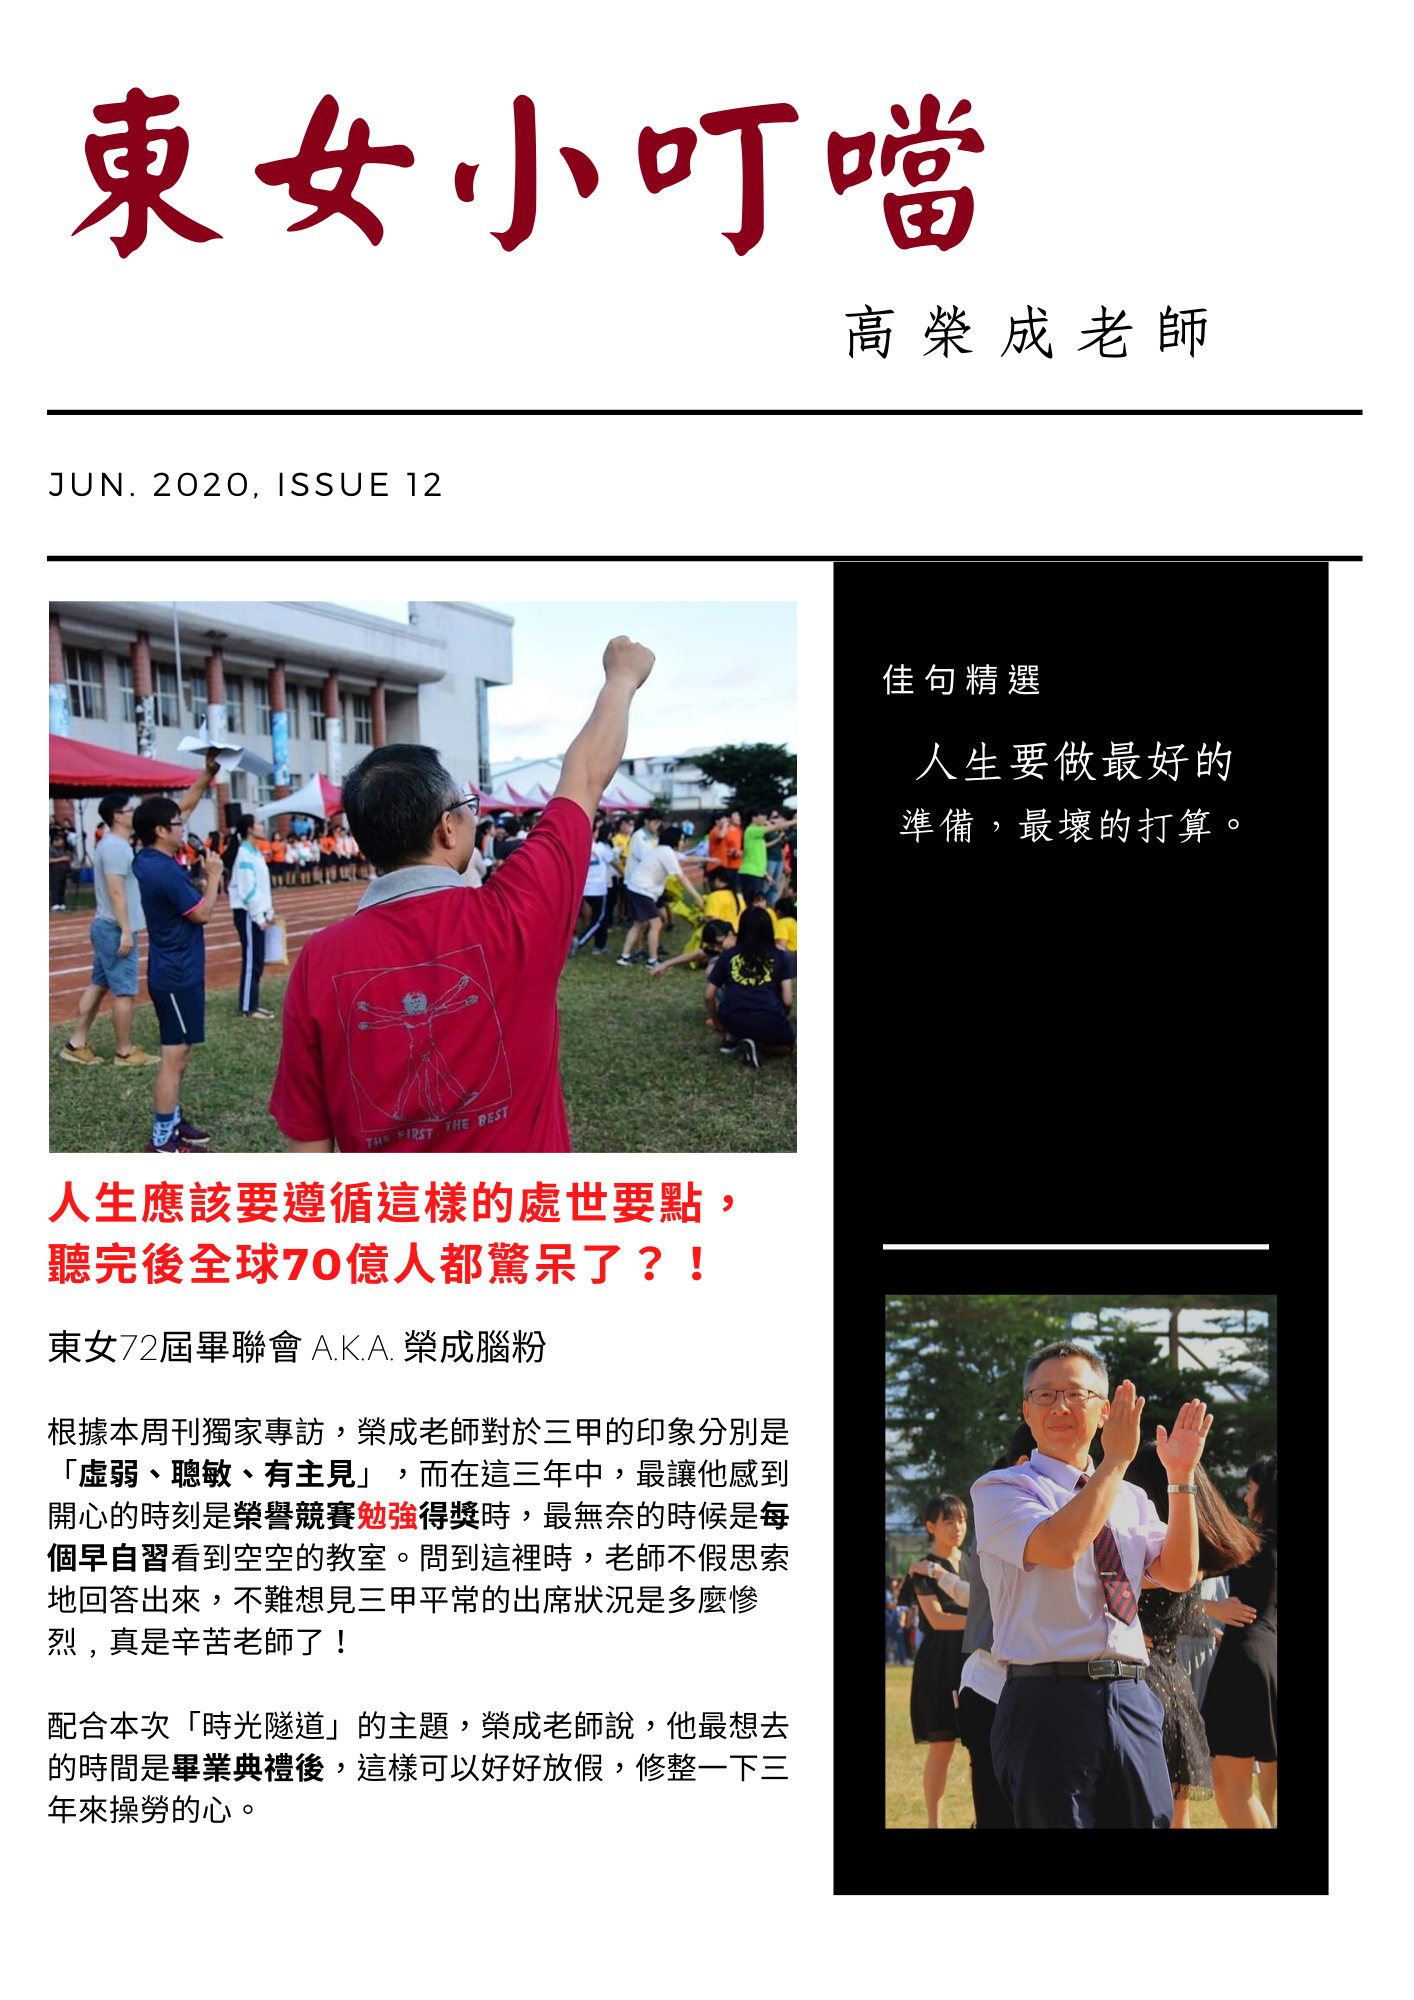 東女小叮噹
高榮成老師
JUN. 2020, ISSUE 12
THE FIRST, THE BEST
人生應該要遵循這樣的處世要點，
聽完後全球70億人都驚呆了？！
東女72屆畢聯會 A.K.A. 榮成腦粉
根據本周刊獨家專訪，榮成老師對於三甲的印象分別是
「虛弱、聰敏、有主見」，而在這三年中，最讓他感到
開心的時刻是榮譽競賽勉強得獎時，最無奈的時候是每
個早自習看到空空的教室。問到這裡時，老師不假思索
地回答出來，不難想見三甲平常的出席狀況是多麼慘
烈，真是辛苦老師了！
配合本次「時光隧道」的主題，榮成老師說，他最想去
的時間是畢業典禮後，這樣可以好好放假，修整一下三
年來操勞的心。
佳句精選
人生要做最好的
準備，最壞的打算。